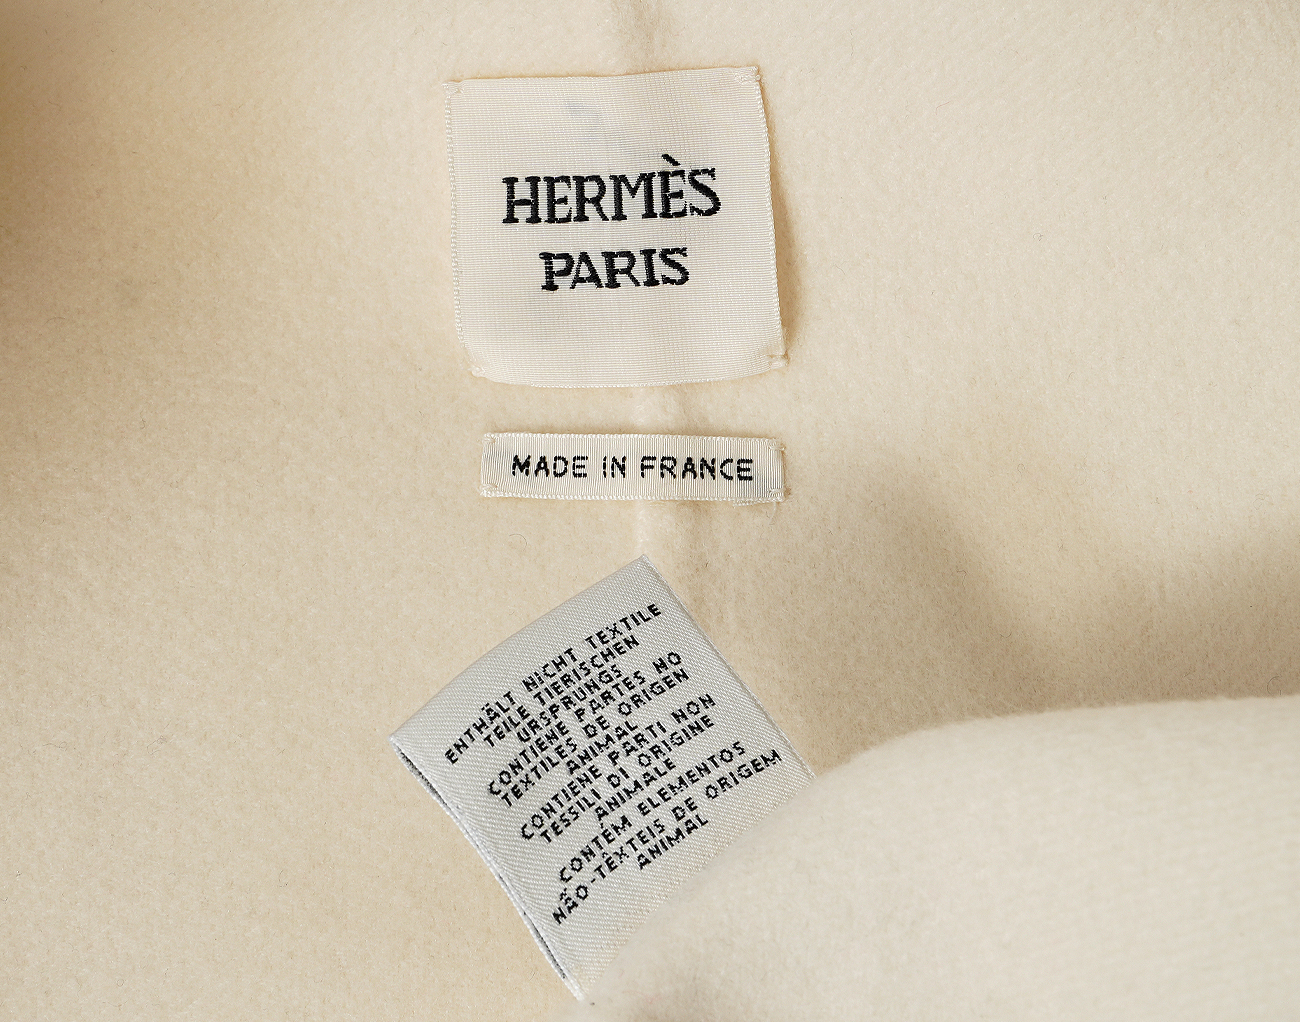 HERMÈS
PARIS
MADE IN FRANCE
ENTHÄLT NICHT TEXTILE
TEILE TIERISCHEN
URSPRUNGS
CONTIENE PARTES NO
TEXTILES DE ORIGEN
ANIMAL
CONTIENE PARTI NON
TESSILI DI ORIGINE
ANIMALE
CONTÉM ELEMENTOS
NÃO-TÊXTEIS DE ORIGEM
ANIMAL